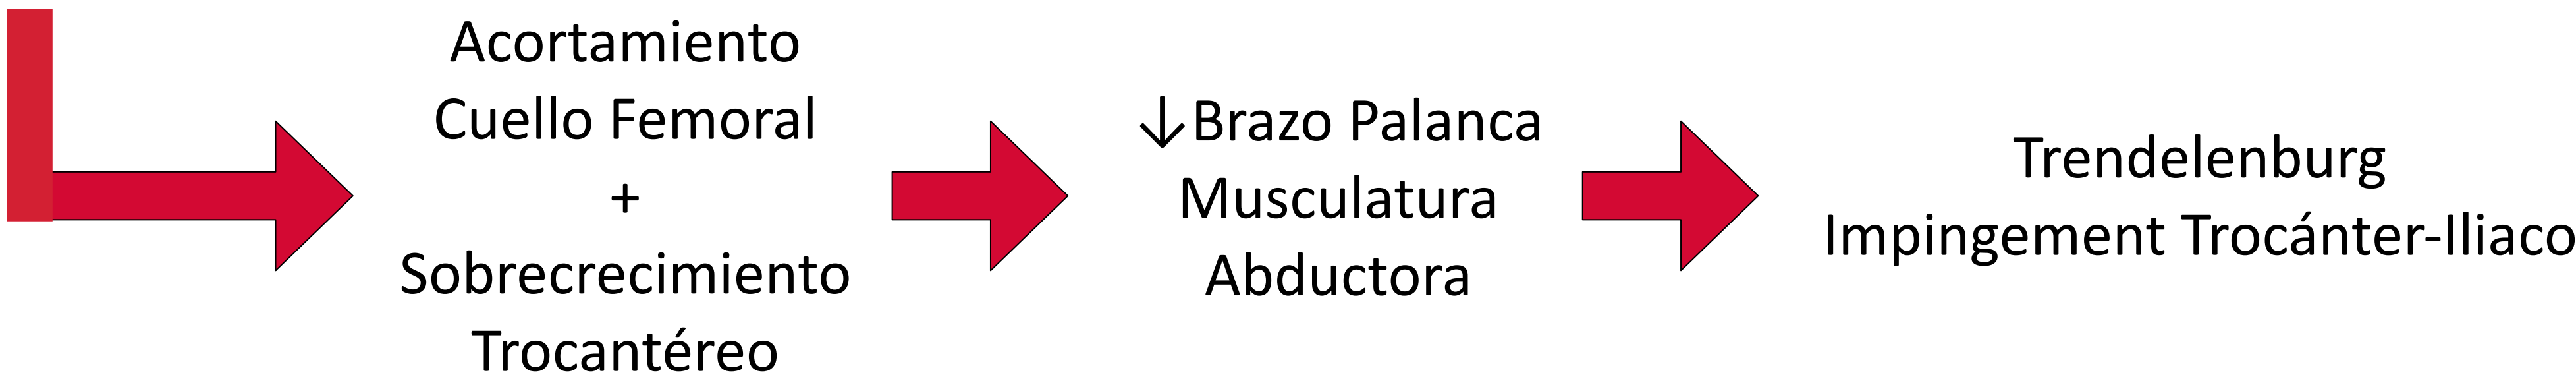 Acortamiento
Cuello Femoral
+
Sobrecrecimiento
Trocantéreo
↓Brazo Palanca
Musculatura
Abductora
Trendelenburg
Impingement Trocánter-Iliaco